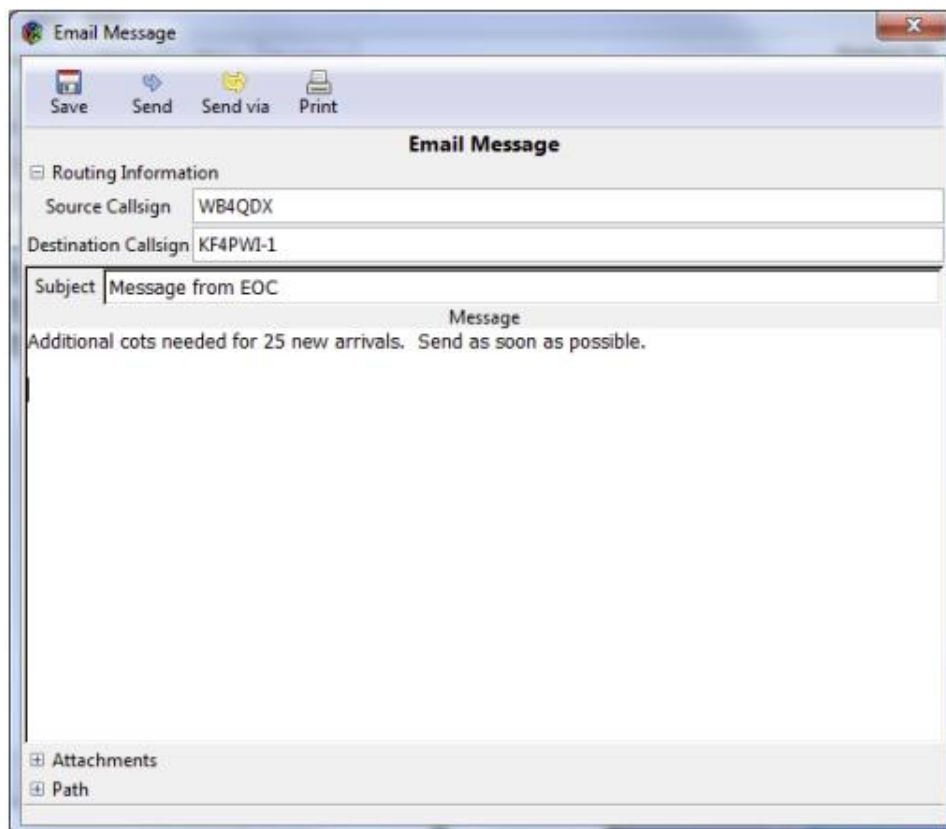 Email Message
Save Send Send via Print
Email Message
Routing Information
Source Callsign WB4QDX
Destination Callsign KF4PWI-1
Subject Message from EOC
Message
Additional cots needed for 25 new arrivals.  Send as soon as possible.
Attachments
Path